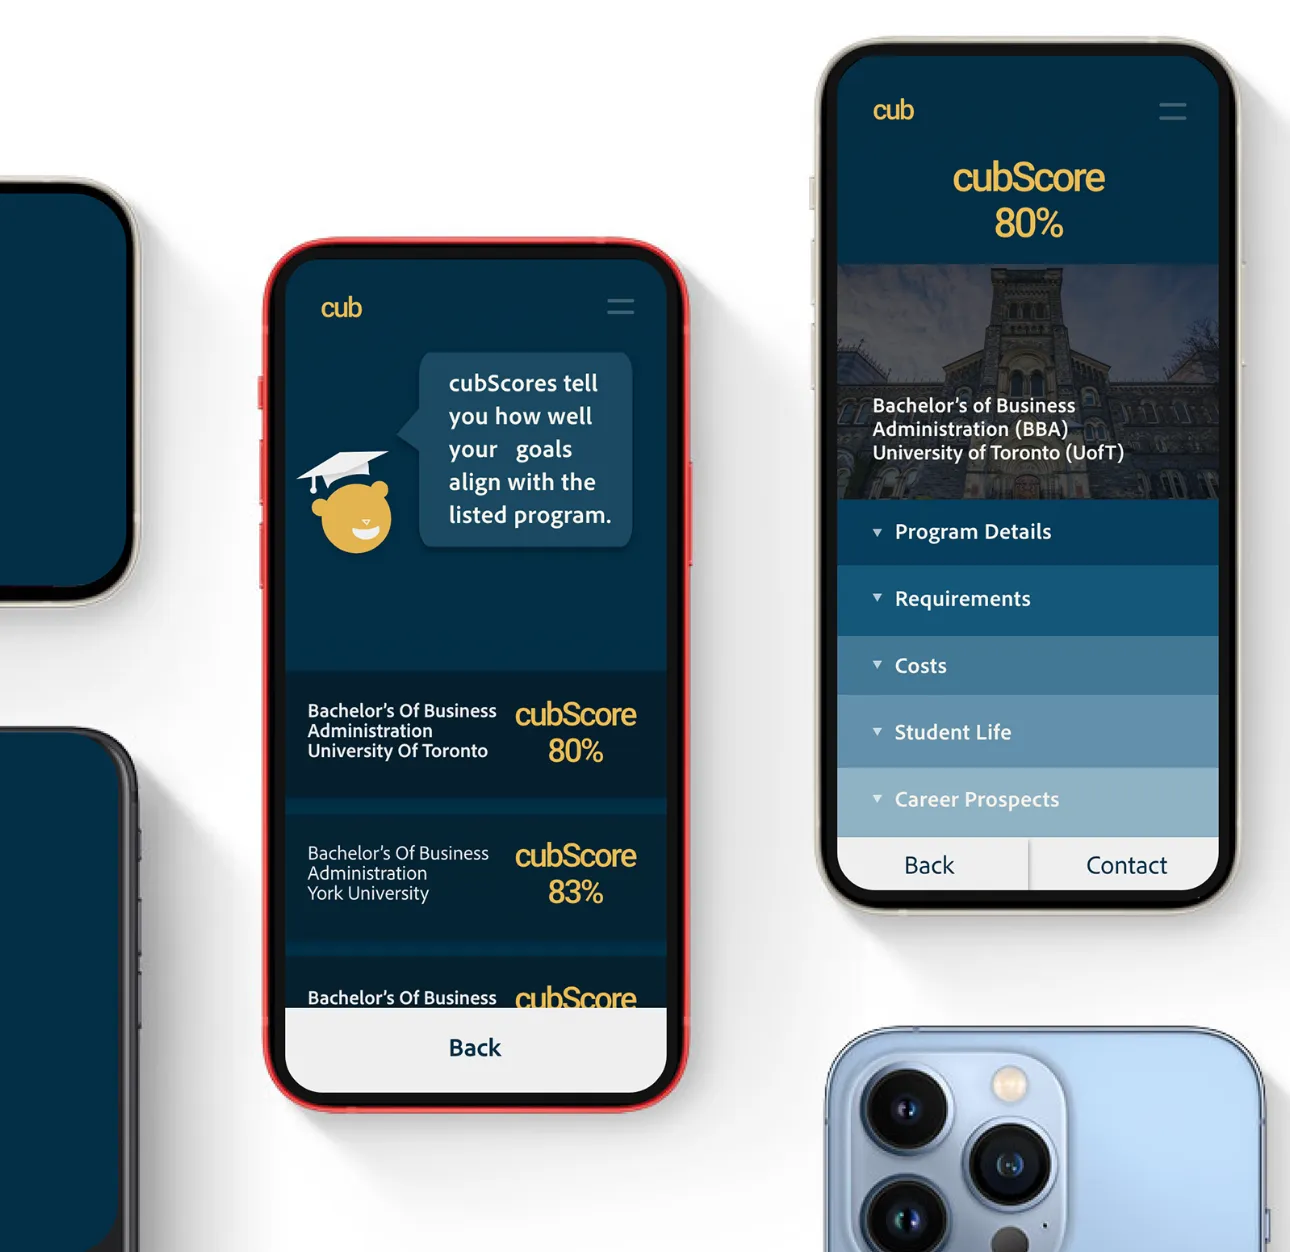 cub
cubScores tell
you how well
your goals
align with the
listed program.
Bachelor's Of Business
Administration
University Of Toronto
cubScore
80%
Bachelor's Of Business
Administration
York University
cubScore
83%
Bachelor's Of Business
cubScore
Back
cub
cubScore
80%
Bachelor's of Business
Administration (BBA)
University of Toronto (UofT)
Program Details
Requirements
Costs
Student Life
Career Prospects
Back
Contact